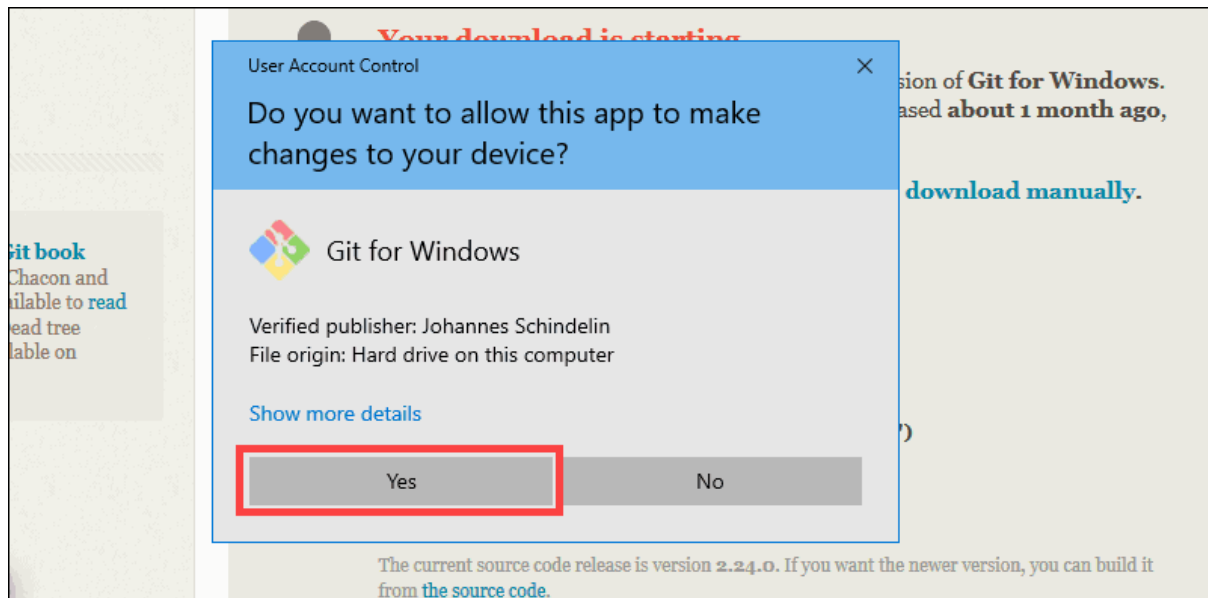 Your download is starting
User Account Control
Do you want to allow this app to make
changes to your device?
sion of Git for Windows.
ased about 1 month ago,
download manually.
Git book
Chacon and
ailable to read
ead tree
lable on
Git for Windows
Verified publisher: Johannes Schindelin
File origin: Hard drive on this computer
Show more details
")
Yes
No
The current source code release is version 2.24.0. If you want the newer version, you can build it
from the source code.